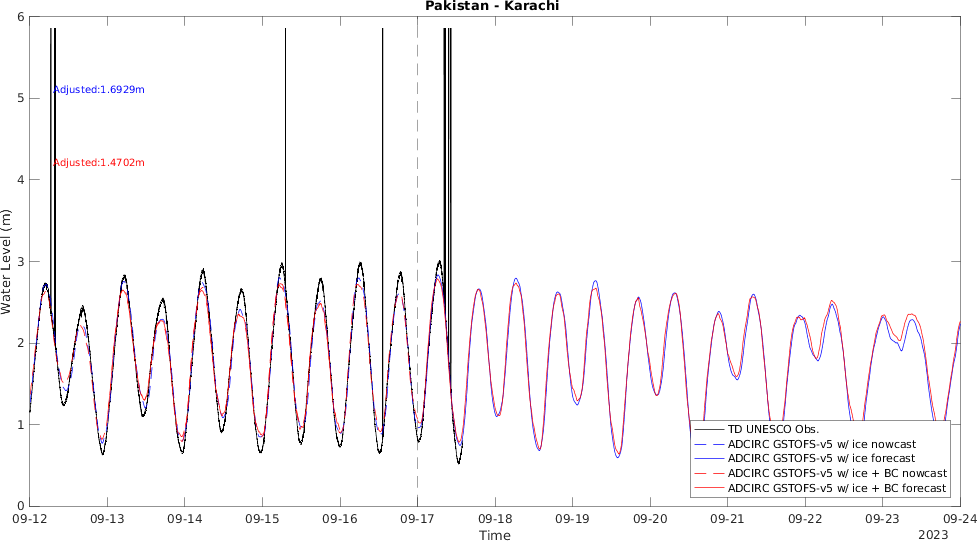 Pakistan - Karachi
6
5
4
3
2
1
0
Water Level (m)
Adjusted:1.6929m
Adjusted:1.4702m
TD UNESCO Obs.
ADCIRC GSTOFS-v5 w/ ice nowcast
ADCIRC GSTOFS-v5 w/ ice forecast
ADCIRC GSTOFS-v5 w/ ice + BC nowcast
ADCIRC GSTOFS-v5 w/ ice + BC forecast
09-12 09-13 09-14 09-15 09-16 09-17 09-18 09-19 09-20 09-21 09-22 09-23 09-24
Time
2023